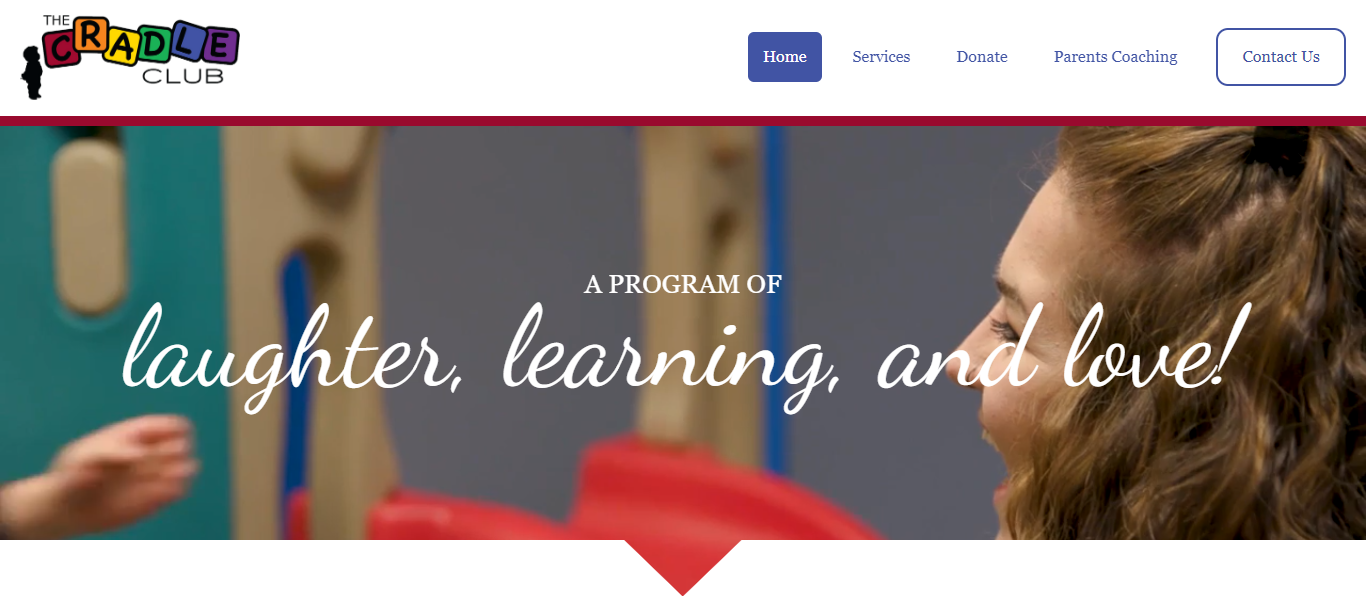 THE
CRADLE
CLUB
Home
Services
Donate
Parents Coaching
Contact Us
A PROGRAM OF
laughter, learning, and love!